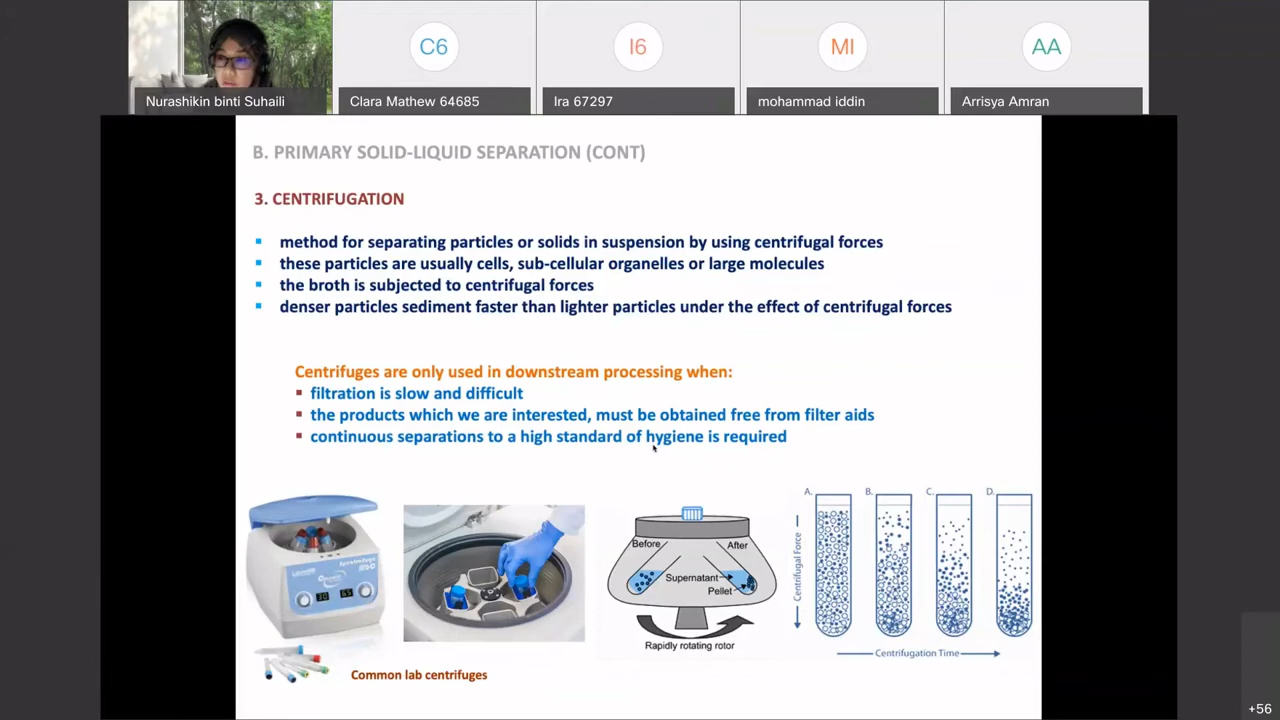 C6
I6
MI
AA
Nurashikin binti Suhaili
Clara Mathew 64685
Ira 67297
mohammad iddin
Arrisya Amran
B. PRIMARY SOLID-LIQUID SEPARATION (CONT)
3. CENTRIFUGATION
▪ method for separating particles or solids in suspension by using centrifugal forces
▪ these particles are usually cells, sub-cellular organelles or large molecules
▪ the broth is subjected to centrifugal forces
▪ denser particles sediment faster than lighter particles under the effect of centrifugal forces
Centrifuges are only used in downstream processing when:
▪ filtration is slow and difficult
▪ the products which we are interested, must be obtained free from filter aids
▪ continuous separations to a high standard of hygiene is required
Before
After
Supernatant
Pellet
Rapidly rotating rotor
A.
B.
C.
D.
Centrifugal Force
Centrifugation Time
Common lab centrifuges
+56